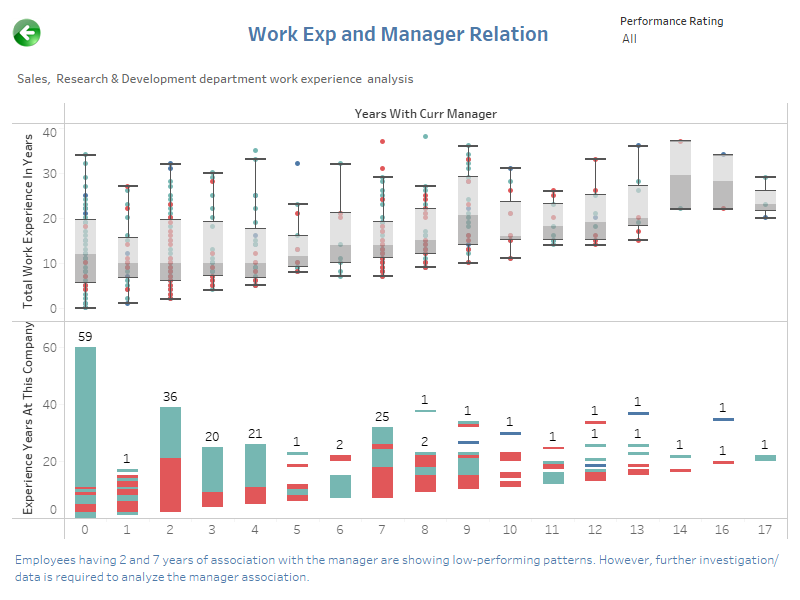 Work Exp and Manager Relation
Performance Rating
All
Sales, Research & Development department work experience analysis
Years With Curr Manager
Total Work Experience In Years
40
30
20
10
0
Experience Years At This Company
60
40
20
0
59
1
36
20
21
1
2
25
1
2
1
1
1
1
1
1
1
1
1
1
0 1 2 3 4 5 6 7 8 9 10 11 12 13 14 16 17
Employees having 2 and 7 years of association with the manager are showing low-performing patterns. However, further investigation/
data is required to analyze the manager association.